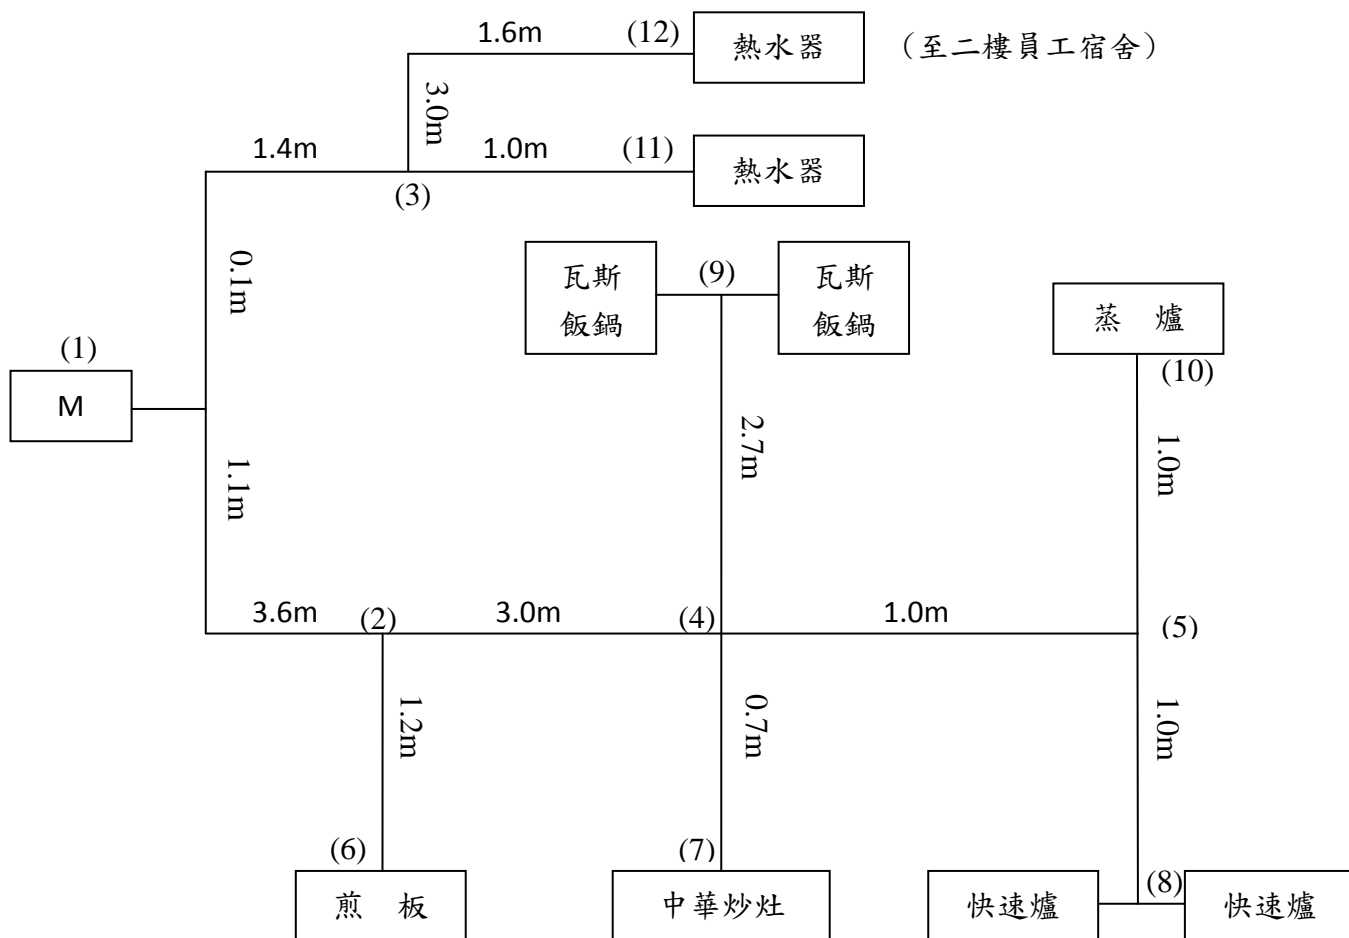 1.6m (12) 熱水器 (至二樓員工宿舍)
3.0m
1.4m 1.0m (11) 熱水器
(3)
0.1m
瓦斯 (9) 瓦斯
飯鍋 飯鍋
蒸 爐
(1) (10)
M
2.7m 1.0m
1.1m
3.6m (2) 3.0m (4) 1.0m (5)
1.2m 0.7m 1.0m
(6) (7) (8)
煎 板 中華炒灶 快速爐 快速爐